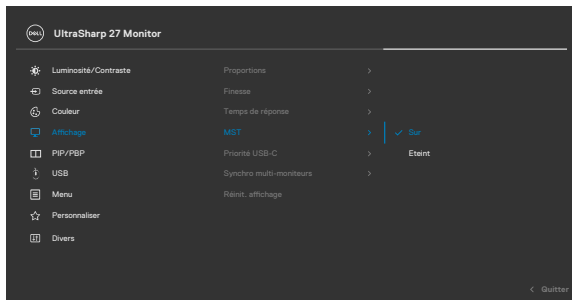 DELL UltraSharp 27 Monitor
Luminosité/Contraste Proportions >
Source entrée Finesse >
Couleur Temps de réponse >
Affichage MST > ✓ Sur
PIP/PBP Priorité USB-C > Eteint
USB Synchro multi-moniteurs >
Menu Réinit. affichage
Personnaliser
Divers
< Quitter